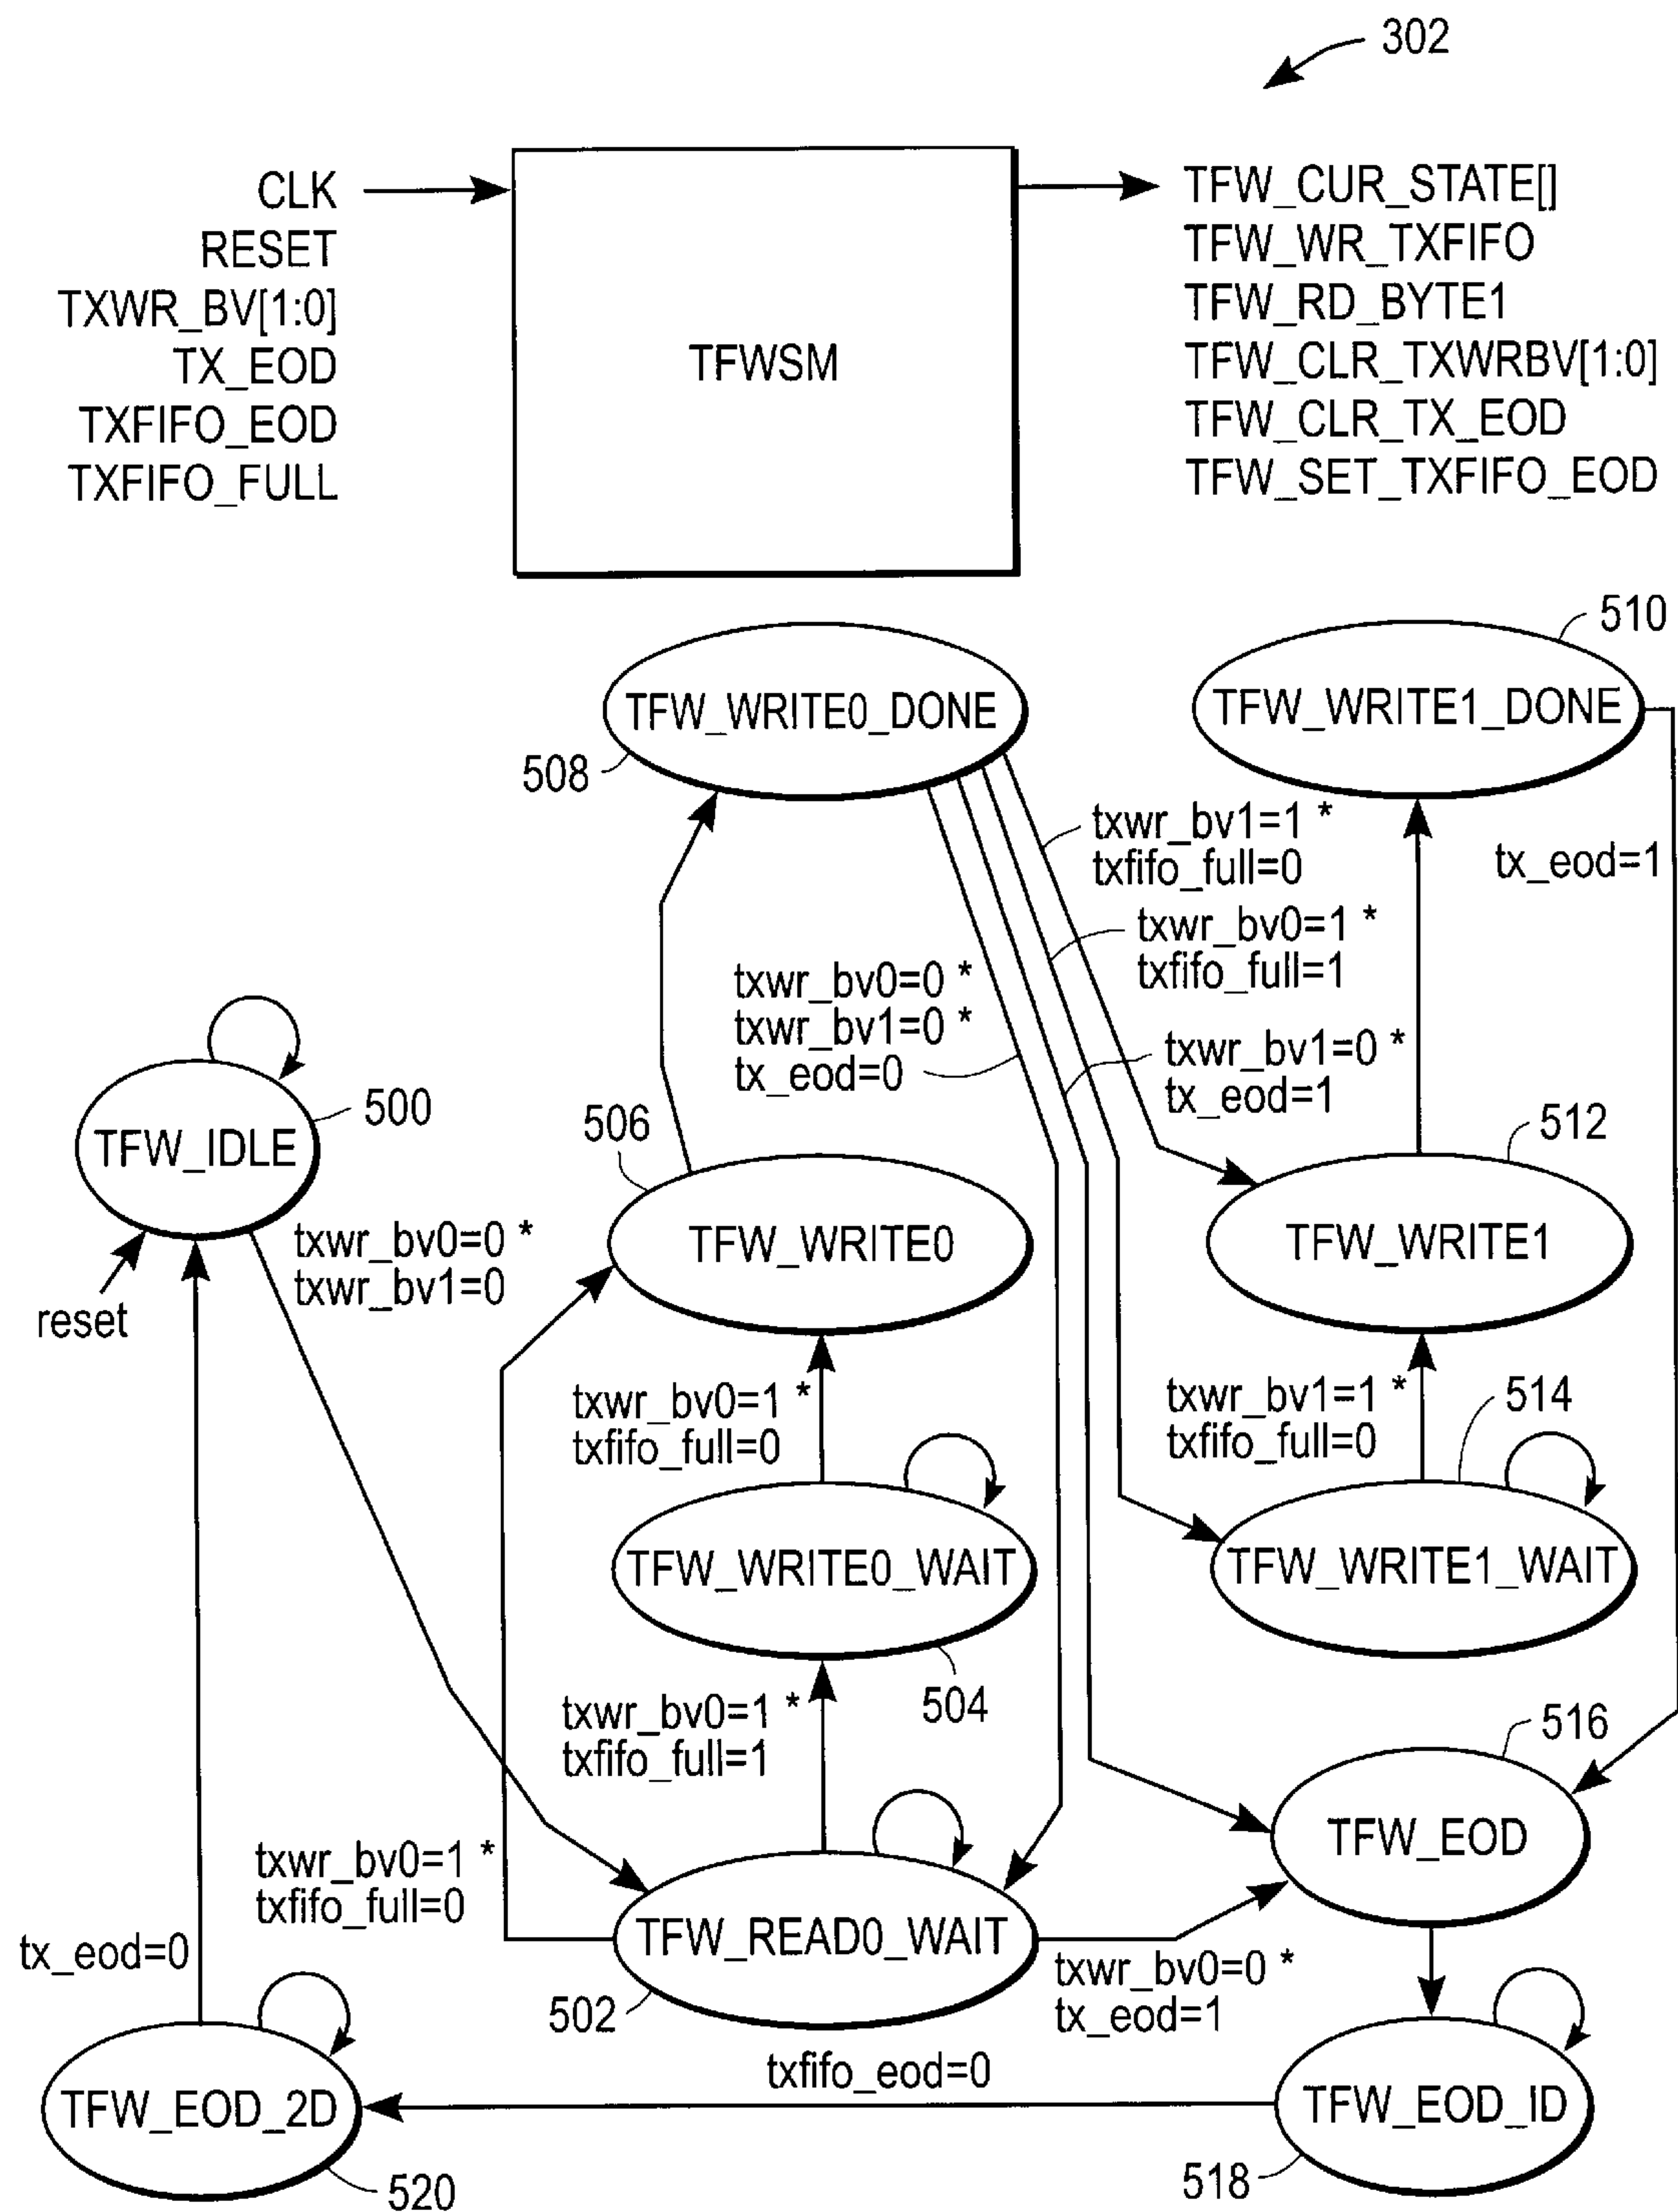 302
CLK
RESET
TXWR_BV[1:0]
TX_EOD
TXFIFO_EOD
TXFIFO_FULL
TFWSM
TFW_CUR_STATE[]
TFW_WR_TXFIFO
TFW_RD_BYTE1
TFW_CLR_TXWRBV[1:0]
TFW_CLR_TX_EOD
TFW_SET_TXFIFO_EOD
510
TFW_WRITE0_DONE
TFW_WRITE1_DONE
508
txwr_bv1=1 *
txfifo_full=0
tx_eod=1
txwr_bv0=1 *
txfifo_full=1
txwr_bv0=0 *
txwr_bv1=0 *
tx_eod=0
txwr_bv1=0 *
tx_eod=1
500
TFW_IDLE
506
512
txwr_bv0=0 *
txwr_bv1=0
TFW_WRITE0
TFW_WRITE1
reset
txwr_bv0=1 *
txfifo_full=0
txwr_bv1=1 *
txfifo_full=0
514
TFW_WRITE0_WAIT
TFW_WRITE1_WAIT
504
txwr_bv0=1 *
txfifo_full=1
516
TFW_EOD
txwr_bv0=1 *
txfifo_full=0
TFW_READ0_WAIT
tx_eod=0
502
txwr_bv0=0 *
tx_eod=1
txfifo_eod=0
TFW_EOD_2D
TFW_EOD_ID
520
518